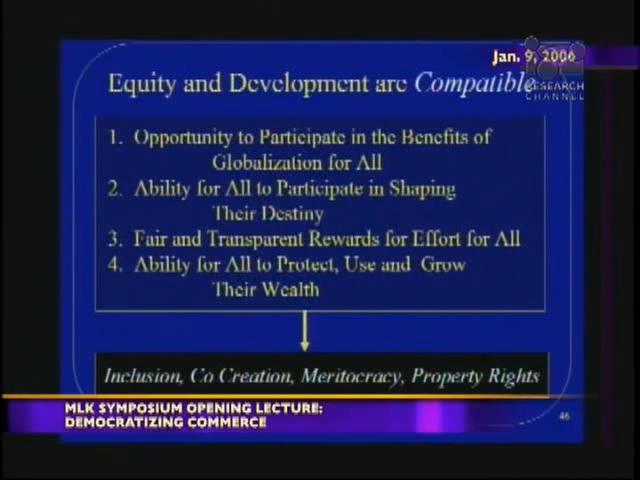 Jan. 9, 2006
RESEARCH
CHANNEL
Equity and Development are Compatible
1. Opportunity to Participate in the Benefits of
Globalization for All
2. Ability for All to Participate in Shaping
Their Destiny
3. Fair and Transparent Rewards for Effort for All
4. Ability for All to Protect, Use and Grow
Their Wealth
Inclusion, Co Creation, Meritocracy, Property Rights
MLK SYMPOSIUM OPENING LECTURE:
DEMOCRATIZING COMMERCE
46